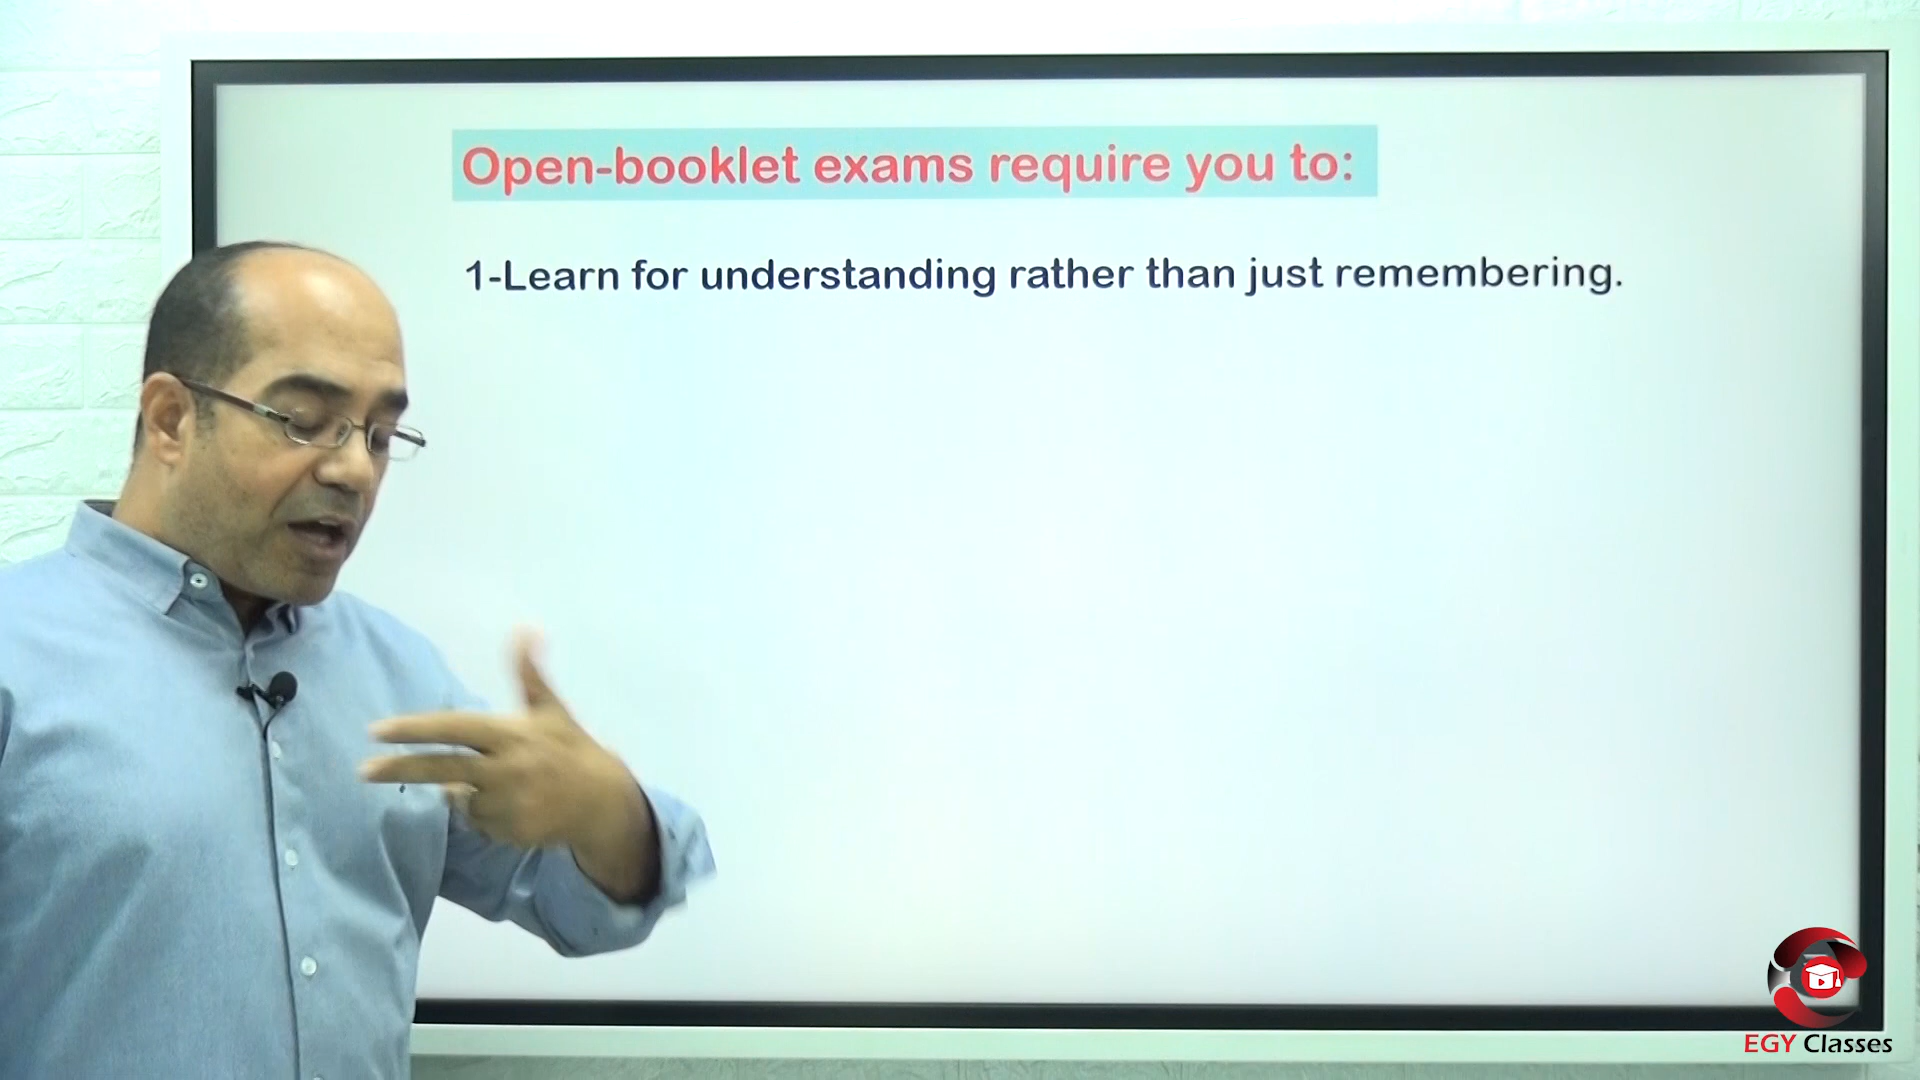 Open-booklet exams require you to:
1-Learn for understanding rather than just remembering.
EGY Classes